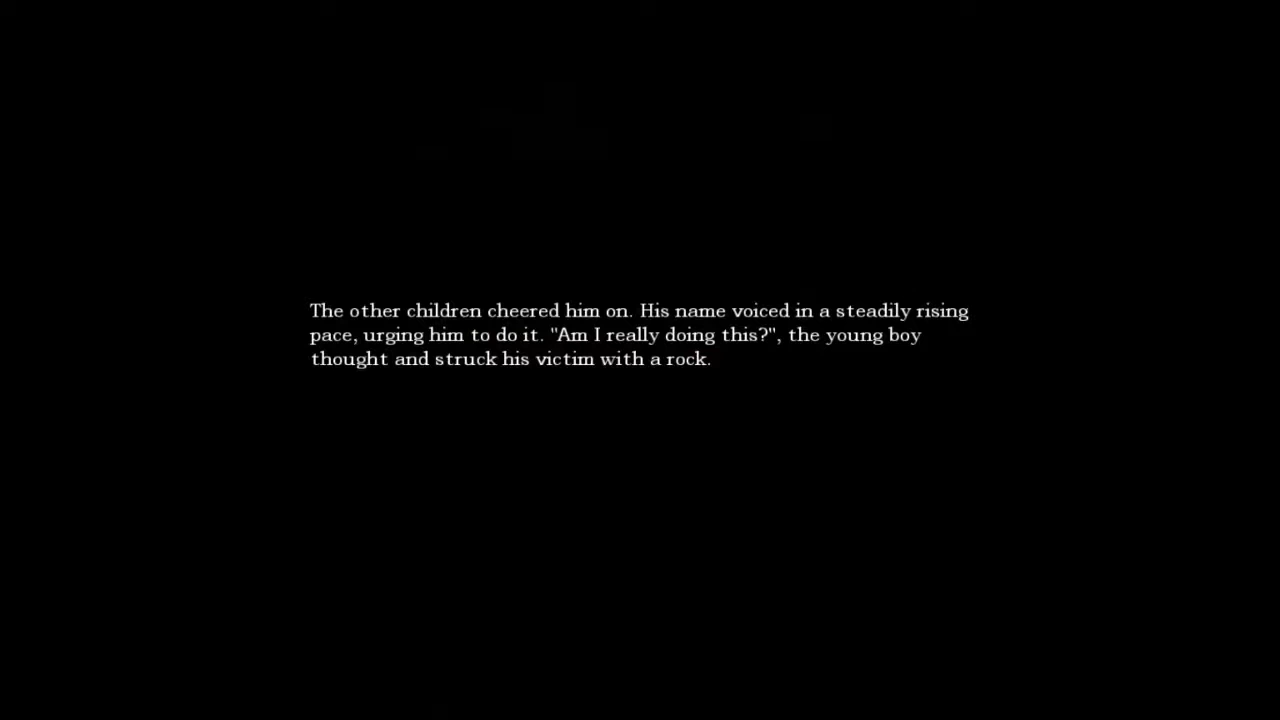 The other children cheered him on. His name voiced in a steadily rising
pace, urging him to do it. "Am I really doing this?", the young boy
thought and struck his victim with a rock.